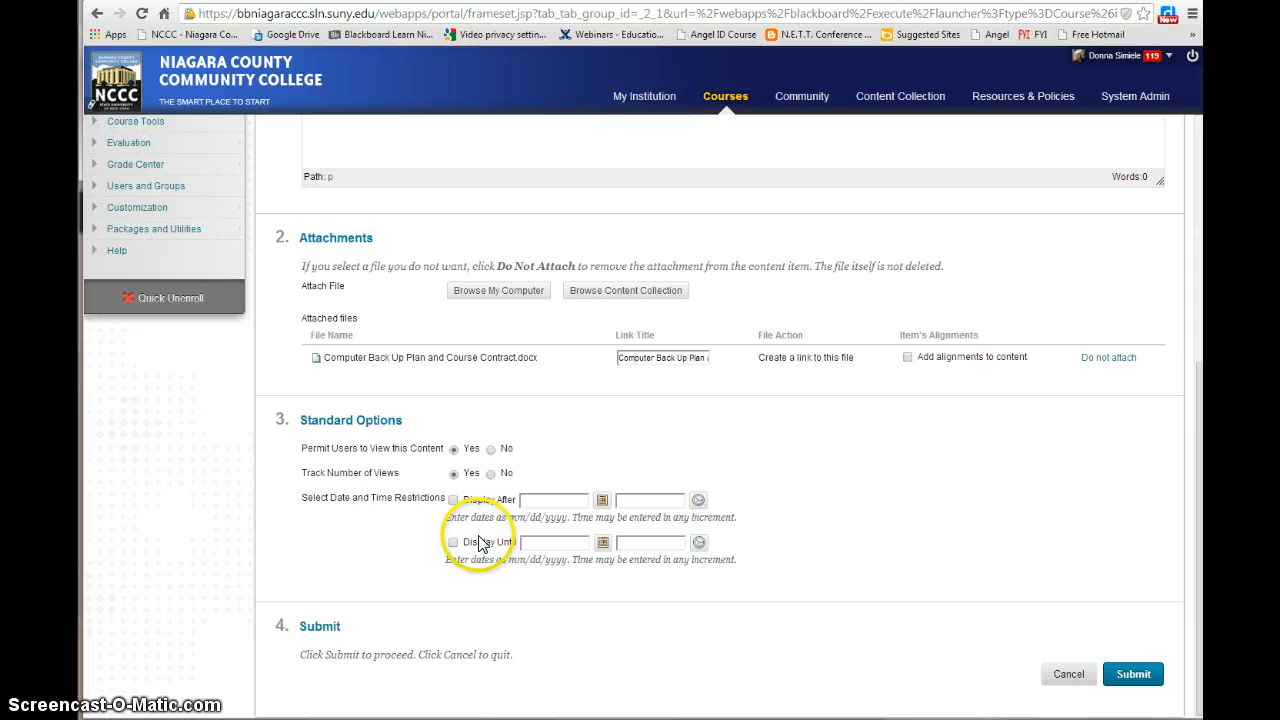 https://bbniagaraccc.sln.suny.edu/webapps/portal/frameset.jsp?tab_tab_group_id=_2_1&url=%2Fwebapps%2Fblackboard%2Fexecute%2Flauncher%3Ftype%3DCourse%26i
New
Apps NCCC - Niagara Co... Google Drive Blackboard Learn Ni... Video privacy settin... Webinars - Educatio... Angel ID Course N.E.T.T. Conference ... Suggested Sites Angel FYI FYI Free Hotmail »
NIAGARA COUNTY
COMMUNITY COLLEGE
THE SMART PLACE TO START
NCCC
Donna Simiele 119
My Institution Courses Community Content Collection Resources & Policies System Admin
Course Tools
Evaluation
Grade Center
Users and Groups
Customization
Packages and Utilities
Help
Quick Unenroll
Path: p Words:0
2. Attachments
If you select a file you do not want, click Do Not Attach to remove the attachment from the content item. The file itself is not deleted.
Attach File Browse My Computer Browse Content Collection
Attached files
File Name Link Title File Action Item's Alignments
Computer Back Up Plan and Course Contract.docx Computer Back Up Plan Create a link to this file Add alignments to content Do not attach
3. Standard Options
Permit Users to View this Content Yes No
Track Number of Views Yes No
Select Date and Time Restrictions Display After
Enter dates as mm/dd/yyyy. Time may be entered in any increment.
Display Until
Enter dates as mm/dd/yyyy. Time may be entered in any increment.
4. Submit
Click Submit to proceed. Click Cancel to quit.
Cancel Submit
Screencast-O-Matic.com